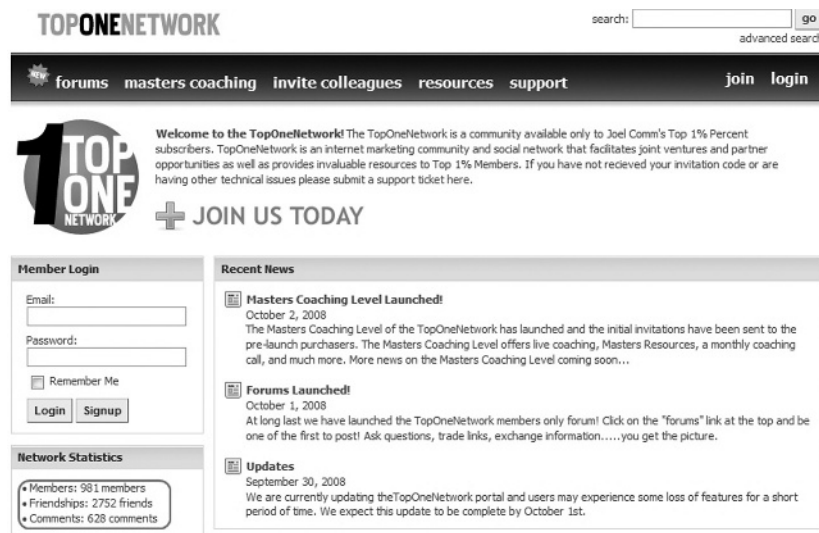 TOPONENETWORK
search:
go
advanced search
NEW
forums masters coaching invite colleagues resources support join login
1 TOP ONE NETWORK
Welcome to the TopOneNetwork! The TopOneNetwork is a community available only to Joel Comm's Top 1% Percent
subscribers. TopOneNetwork is an internet marketing community and social network that facilitates joint ventures and partner
opportunities as well as provides invaluable resources to Top 1% Members. If you have not recieved your invitation code or are
having other technical issues please submit a support ticket here.
JOIN US TODAY
Member Login
Email:
Password:
Remember Me
Login Signup
Network Statistics
• Members: 981 members
• Friendships: 2752 friends
• Comments: 628 comments
Recent News
Masters Coaching Level Launched!
October 2, 2008
The Masters Coaching Level of the TopOneNetwork has launched and the initial invitations have been sent to the
pre-launch purchasers. The Masters Coaching Level offers live coaching, Masters Resources, a monthly coaching
call, and much more. More news on the Masters Coaching Level coming soon...
Forums Launched!
October 1, 2008
At long last we have launched the TopOneNetwork members only forum! Click on the "forums" link at the top and be
one of the first to post! Ask questions, trade links, exchange information.....you get the picture.
Updates
September 30, 2008
We are currently updating theTopOneNetwork portal and users may experience some loss of features for a short
period of time. We expect this update to be complete by October 1st.